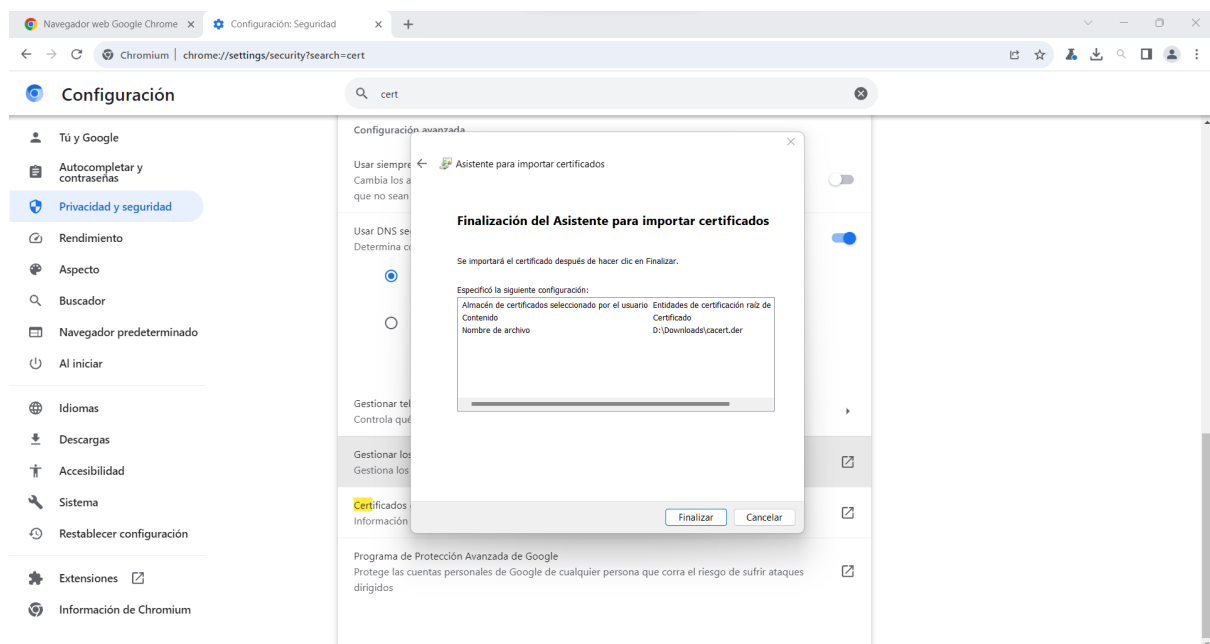 Navegador web Google Chrome
Configuración: Seguridad
Chromium
chrome://settings/security?search=cert
Configuración
cert
Tú y Google
Autocompletar y
contraseñas
Privacidad y seguridad
Rendimiento
Aspecto
Buscador
Navegador predeterminado
Al iniciar
Idiomas
Descargas
Accesibilidad
Sistema
Restablecer configuración
Extensiones
Información de Chromium
Configuración avanzada
Usar siempre
Cambia los a
que no sean
Usar DNS se
Determina c
Gestionar tel
Controla qué
Gestionar los
Gestiona los
Certificados
Información
Programa de Protección Avanzada de Google
Protege las cuentas personales de Google de cualquier persona que corra el riesgo de sufrir ataques
dirigidos
Asistente para importar certificados
Finalización del Asistente para importar certificados
Se importará el certificado después de hacer clic en Finalizar.
Especificó la siguiente configuración:
Almacén de certificados seleccionado por el usuario Entidades de certificación raíz de
Contenido Certificado
Nombre de archivo D:\Downloads\cacert.der
Finalizar Cancelar